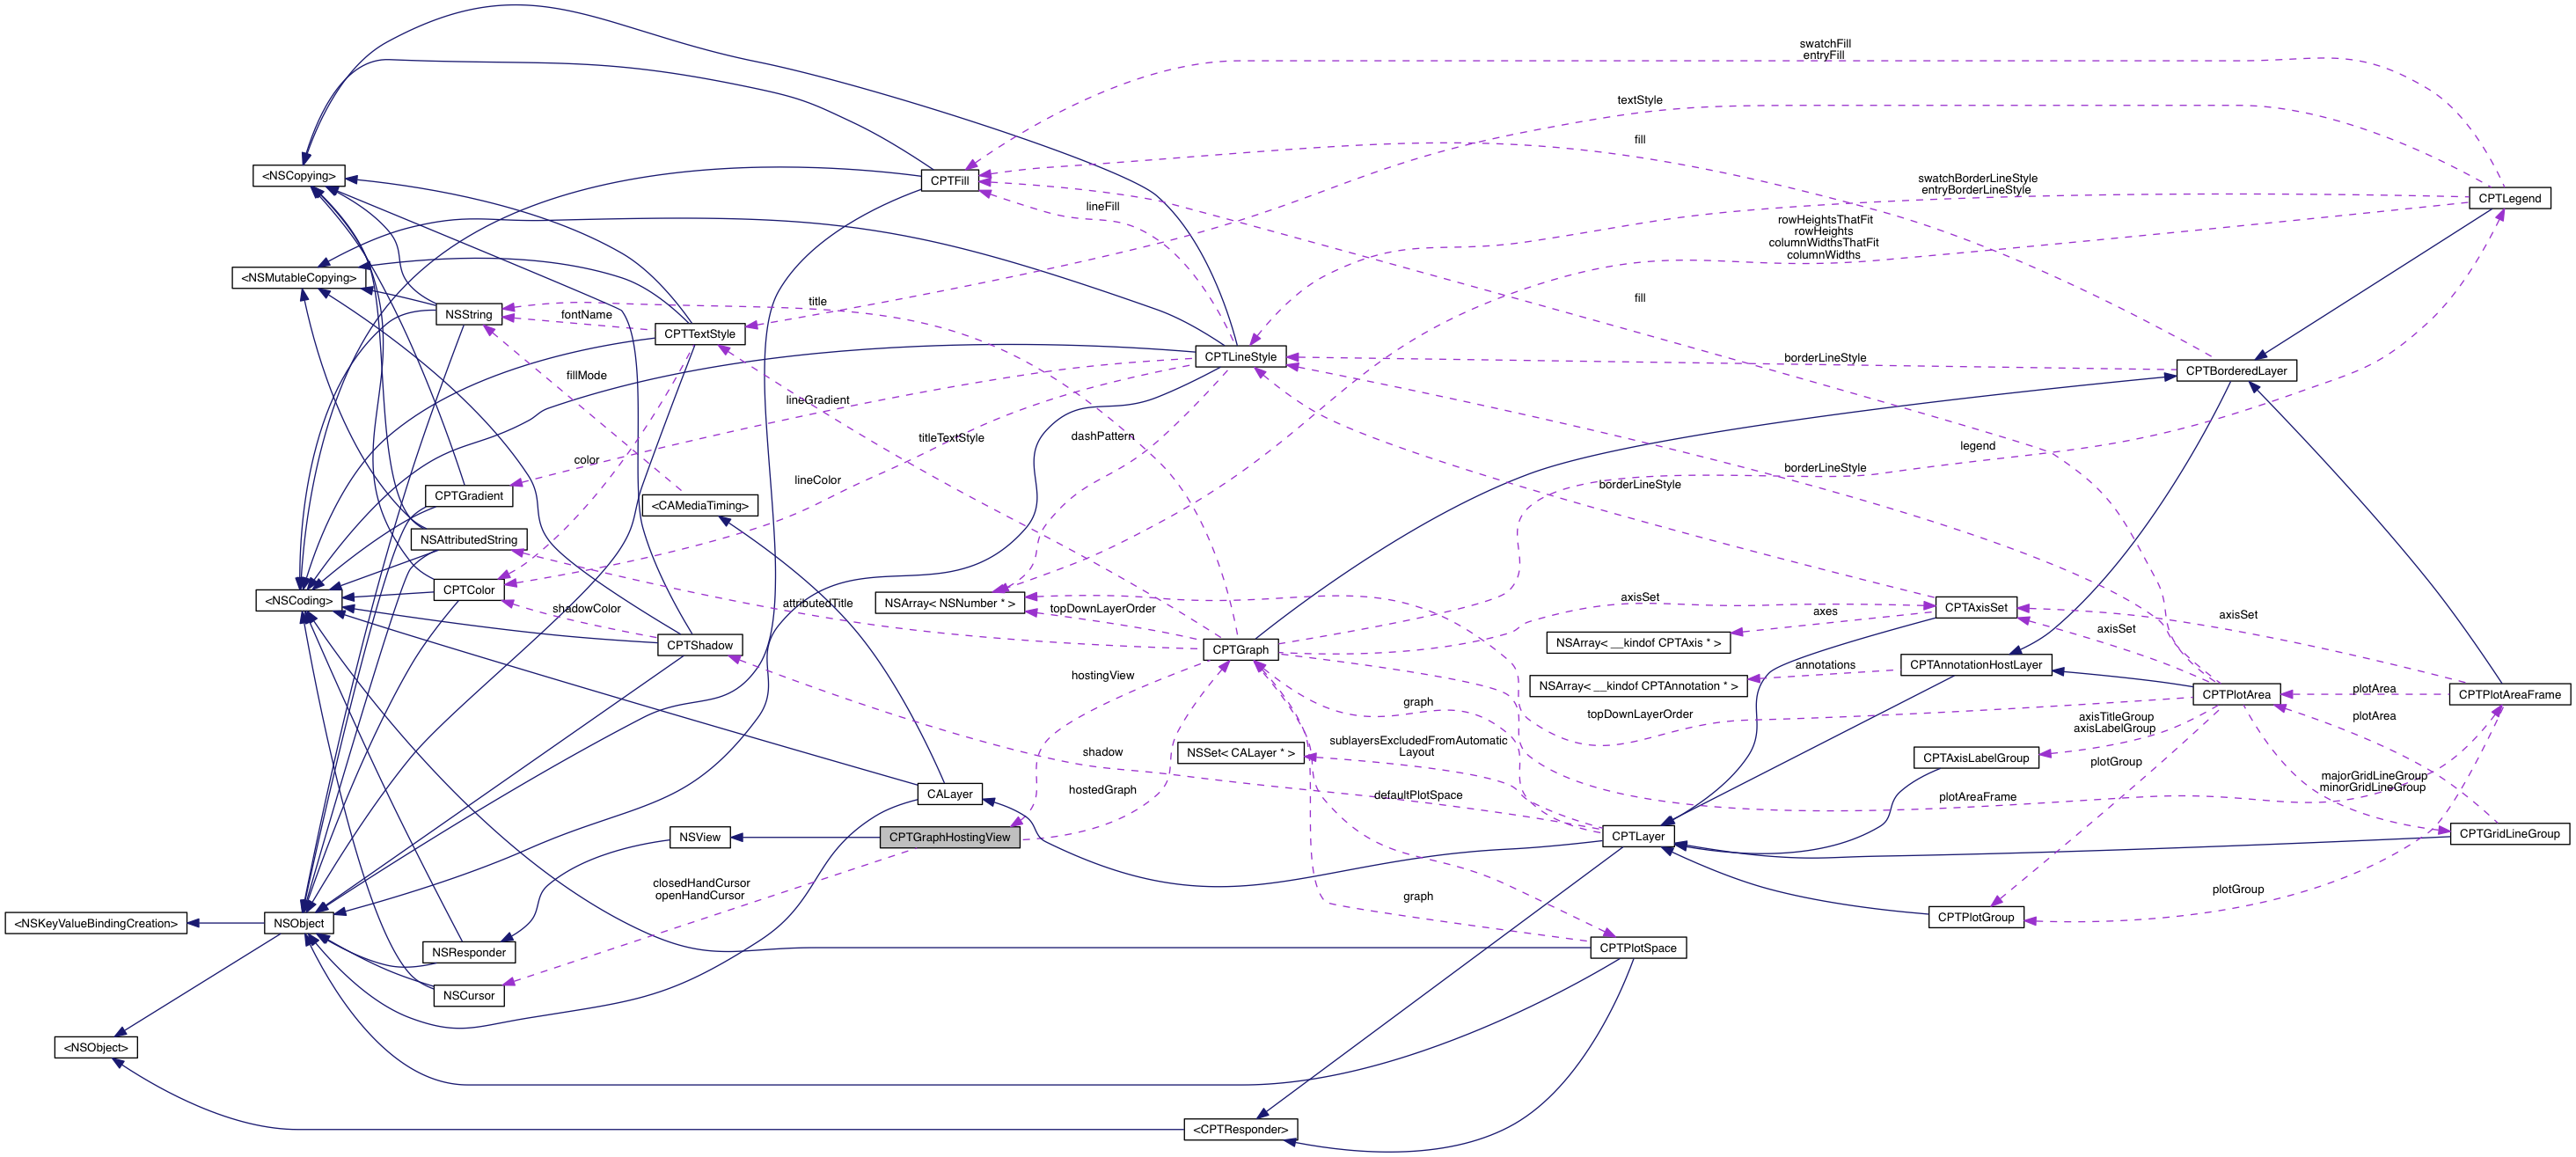 swatchFill
entryFill
textStyle
fill
<NSCopying>
CPTFill
swatchBorderLineStyle
entryBorderLineStyle
CPTLegend
lineFill
rowHeightsThatFit
rowHeights
columnWidthsThatFit
columnWidths
<NSMutableCopying>
title
fill
NSString
fontName
CPTTextStyle
CPTLineStyle
borderLineStyle
CPTBorderedLayer
fillMode
lineGradient
titleTextStyle
dashPattern
legend
color
lineColor
borderLineStyle
borderLineStyle
CPTGradient
<CAMediaTiming>
NSAttributedString
CPTColor
<NSCoding>
shadowColor
attributedTitle
NSArray< NSNumber * >
topDownLayerOrder
axisSet
CPTAxisSet
axes
axisSet
axisSet
CPTShadow
CPTGraph
NSArray< __kindof CPTAxis * >
annotations
CPTAnnotationHostLayer
hostingView
NSArray< __kindof CPTAnnotation * >
CPTPlotArea
plotArea
CPTPlotAreaFrame
graph
topDownLayerOrder
axisTitleGroup
axisLabelGroup
plotArea
shadow
NSSet< CALayer * >
sublayersExcludedFromAutomatic
Layout
CPTAxisLabelGroup
plotGroup
majorGridLineGroup
minorGridLineGroup
CALayer
hostedGraph
defaultPlotSpace
plotAreaFrame
NSView
CPTGraphHostingView
CPTLayer
CPTGridLineGroup
closedHandCursor
openHandCursor
graph
plotGroup
CPTPlotGroup
<NSKeyValueBindingCreation>
NSObject
NSResponder
CPTPlotSpace
NSCursor
<NSObject>
<CPTResponder>